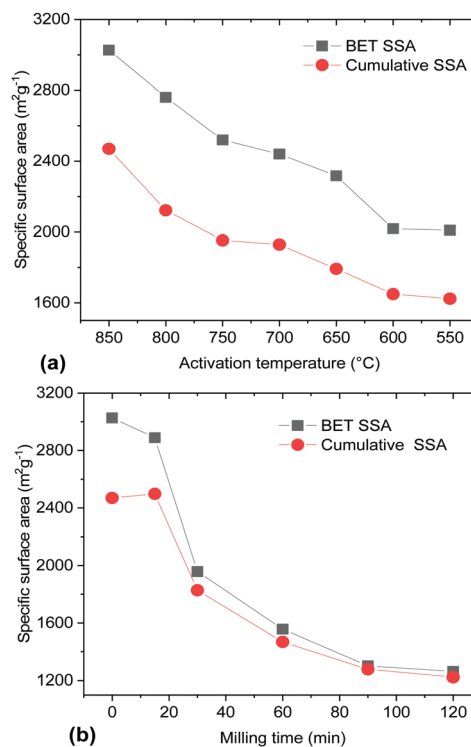 3200
2800
2400
2000
1600
Specific surface area (m²g⁻¹)
BET SSA
Cumulative SSA
850 800 750 700 650 600 550
(a)
Activation temperature (°C)
3200
2800
2400
2000
1600
1200
Specific surface area (m²g⁻¹)
BET SSA
Cumulative SSA
0 20 40 60 80 100 120
(b)
Milling time (min)